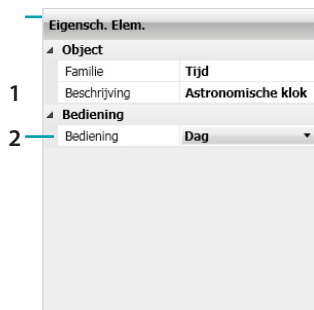 Eigensch. Elem.
Object
Familie Tijd
1 Beschrijving Astronomische klok
Bediening
2 Bediening Dag